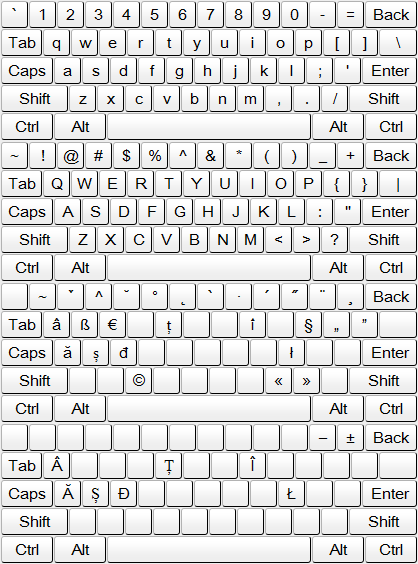 ` 1 2 3 4 5 6 7 8 9 0 - = Back
Tab q w e r t y u i o p [ ] \
Caps a s d f g h j k l ; ' Enter
Shift z x c v b n m , . / Shift
Ctrl Alt Alt Ctrl
~ ! @ # $ % ^ & * ( ) _ + Back
Tab Q W E R T Y U I O P { } |
Caps A S D F G H J K L : " Enter
Shift Z X C V B N M < > ? Shift
Ctrl Alt Alt Ctrl
~ ˇ ^ ˘ ° ˛ ` ˙ ´ ˝ ¨ ¸ Back
Tab â ß € ț î § „ ” 
Caps ă ș đ ł Enter
Shift © « » Shift
Ctrl Alt Alt Ctrl
– ± Back
Tab Â Ț Î
Caps Ă Ș Đ Ł Enter
Shift Shift
Ctrl Alt Alt Ctrl